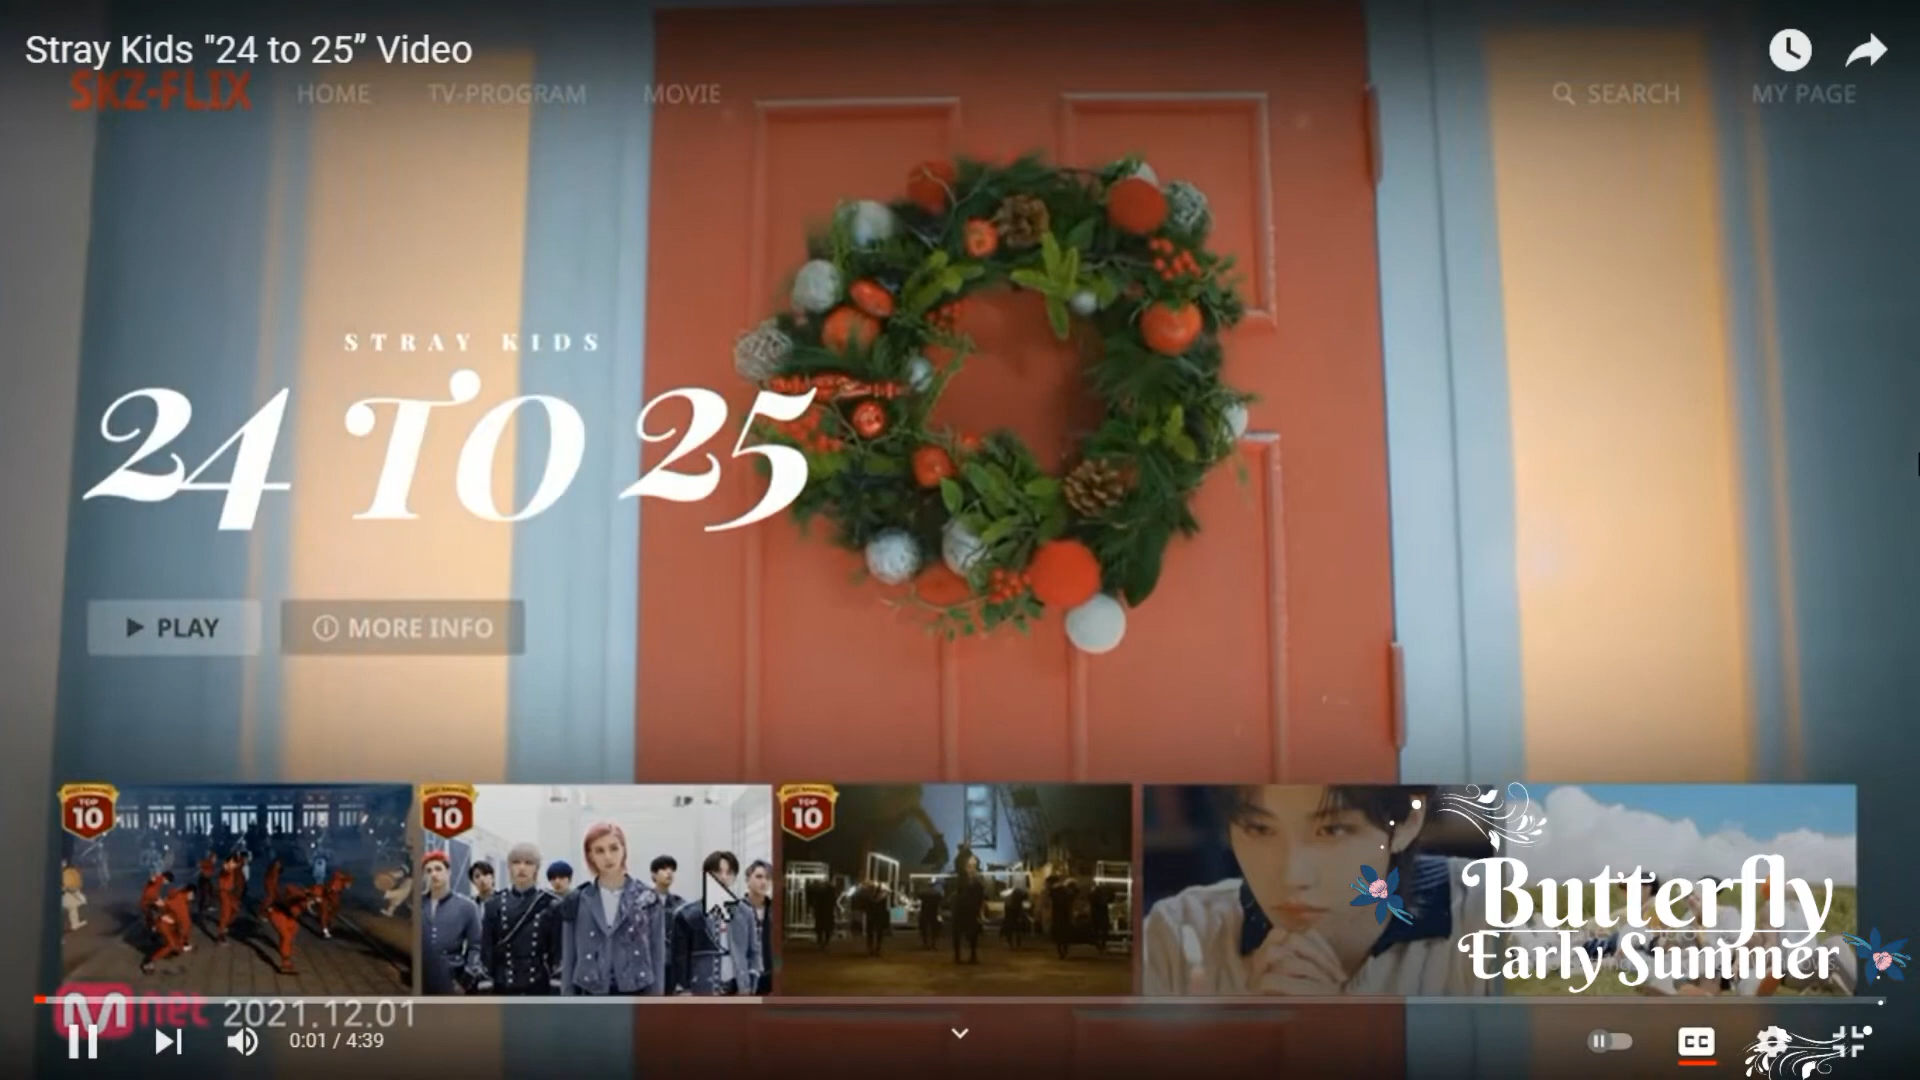 Stray Kids "24 to 25” Video
SKZ-FLIX HOME TV-PROGRAM MOVIE SEARCH MY PAGE
STRAY KIDS
24 TO 25
PLAY MORE INFO
TOP 10
TOP 10
TOP 10
Butterfly
Early Summer
Mnet 2021.12.01
0:01 / 4:39
CC